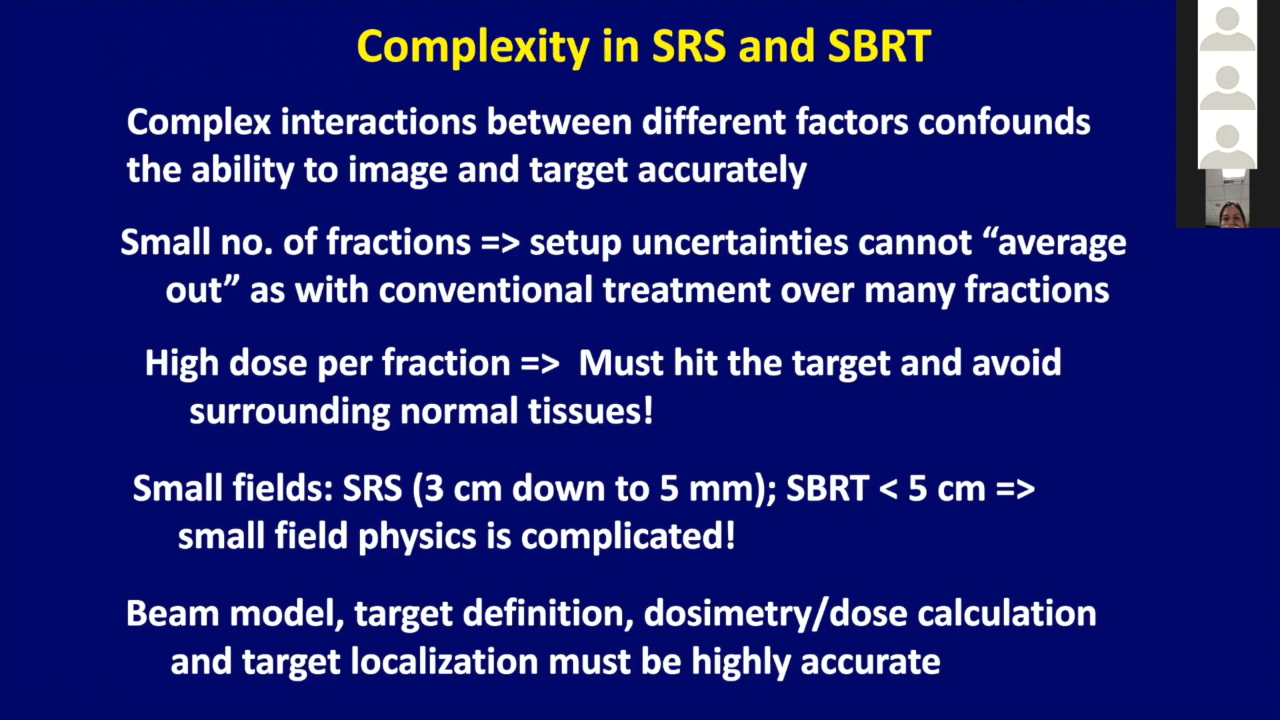 Complexity in SRS and SBRT
Complex interactions between different factors confounds
the ability to image and target accurately
Small no. of fractions => setup uncertainties cannot “average
out” as with conventional treatment over many fractions
High dose per fraction => Must hit the target and avoid
surrounding normal tissues!
Small fields: SRS (3 cm down to 5 mm); SBRT < 5 cm =>
small field physics is complicated!
Beam model, target definition, dosimetry/dose calculation
and target localization must be highly accurate